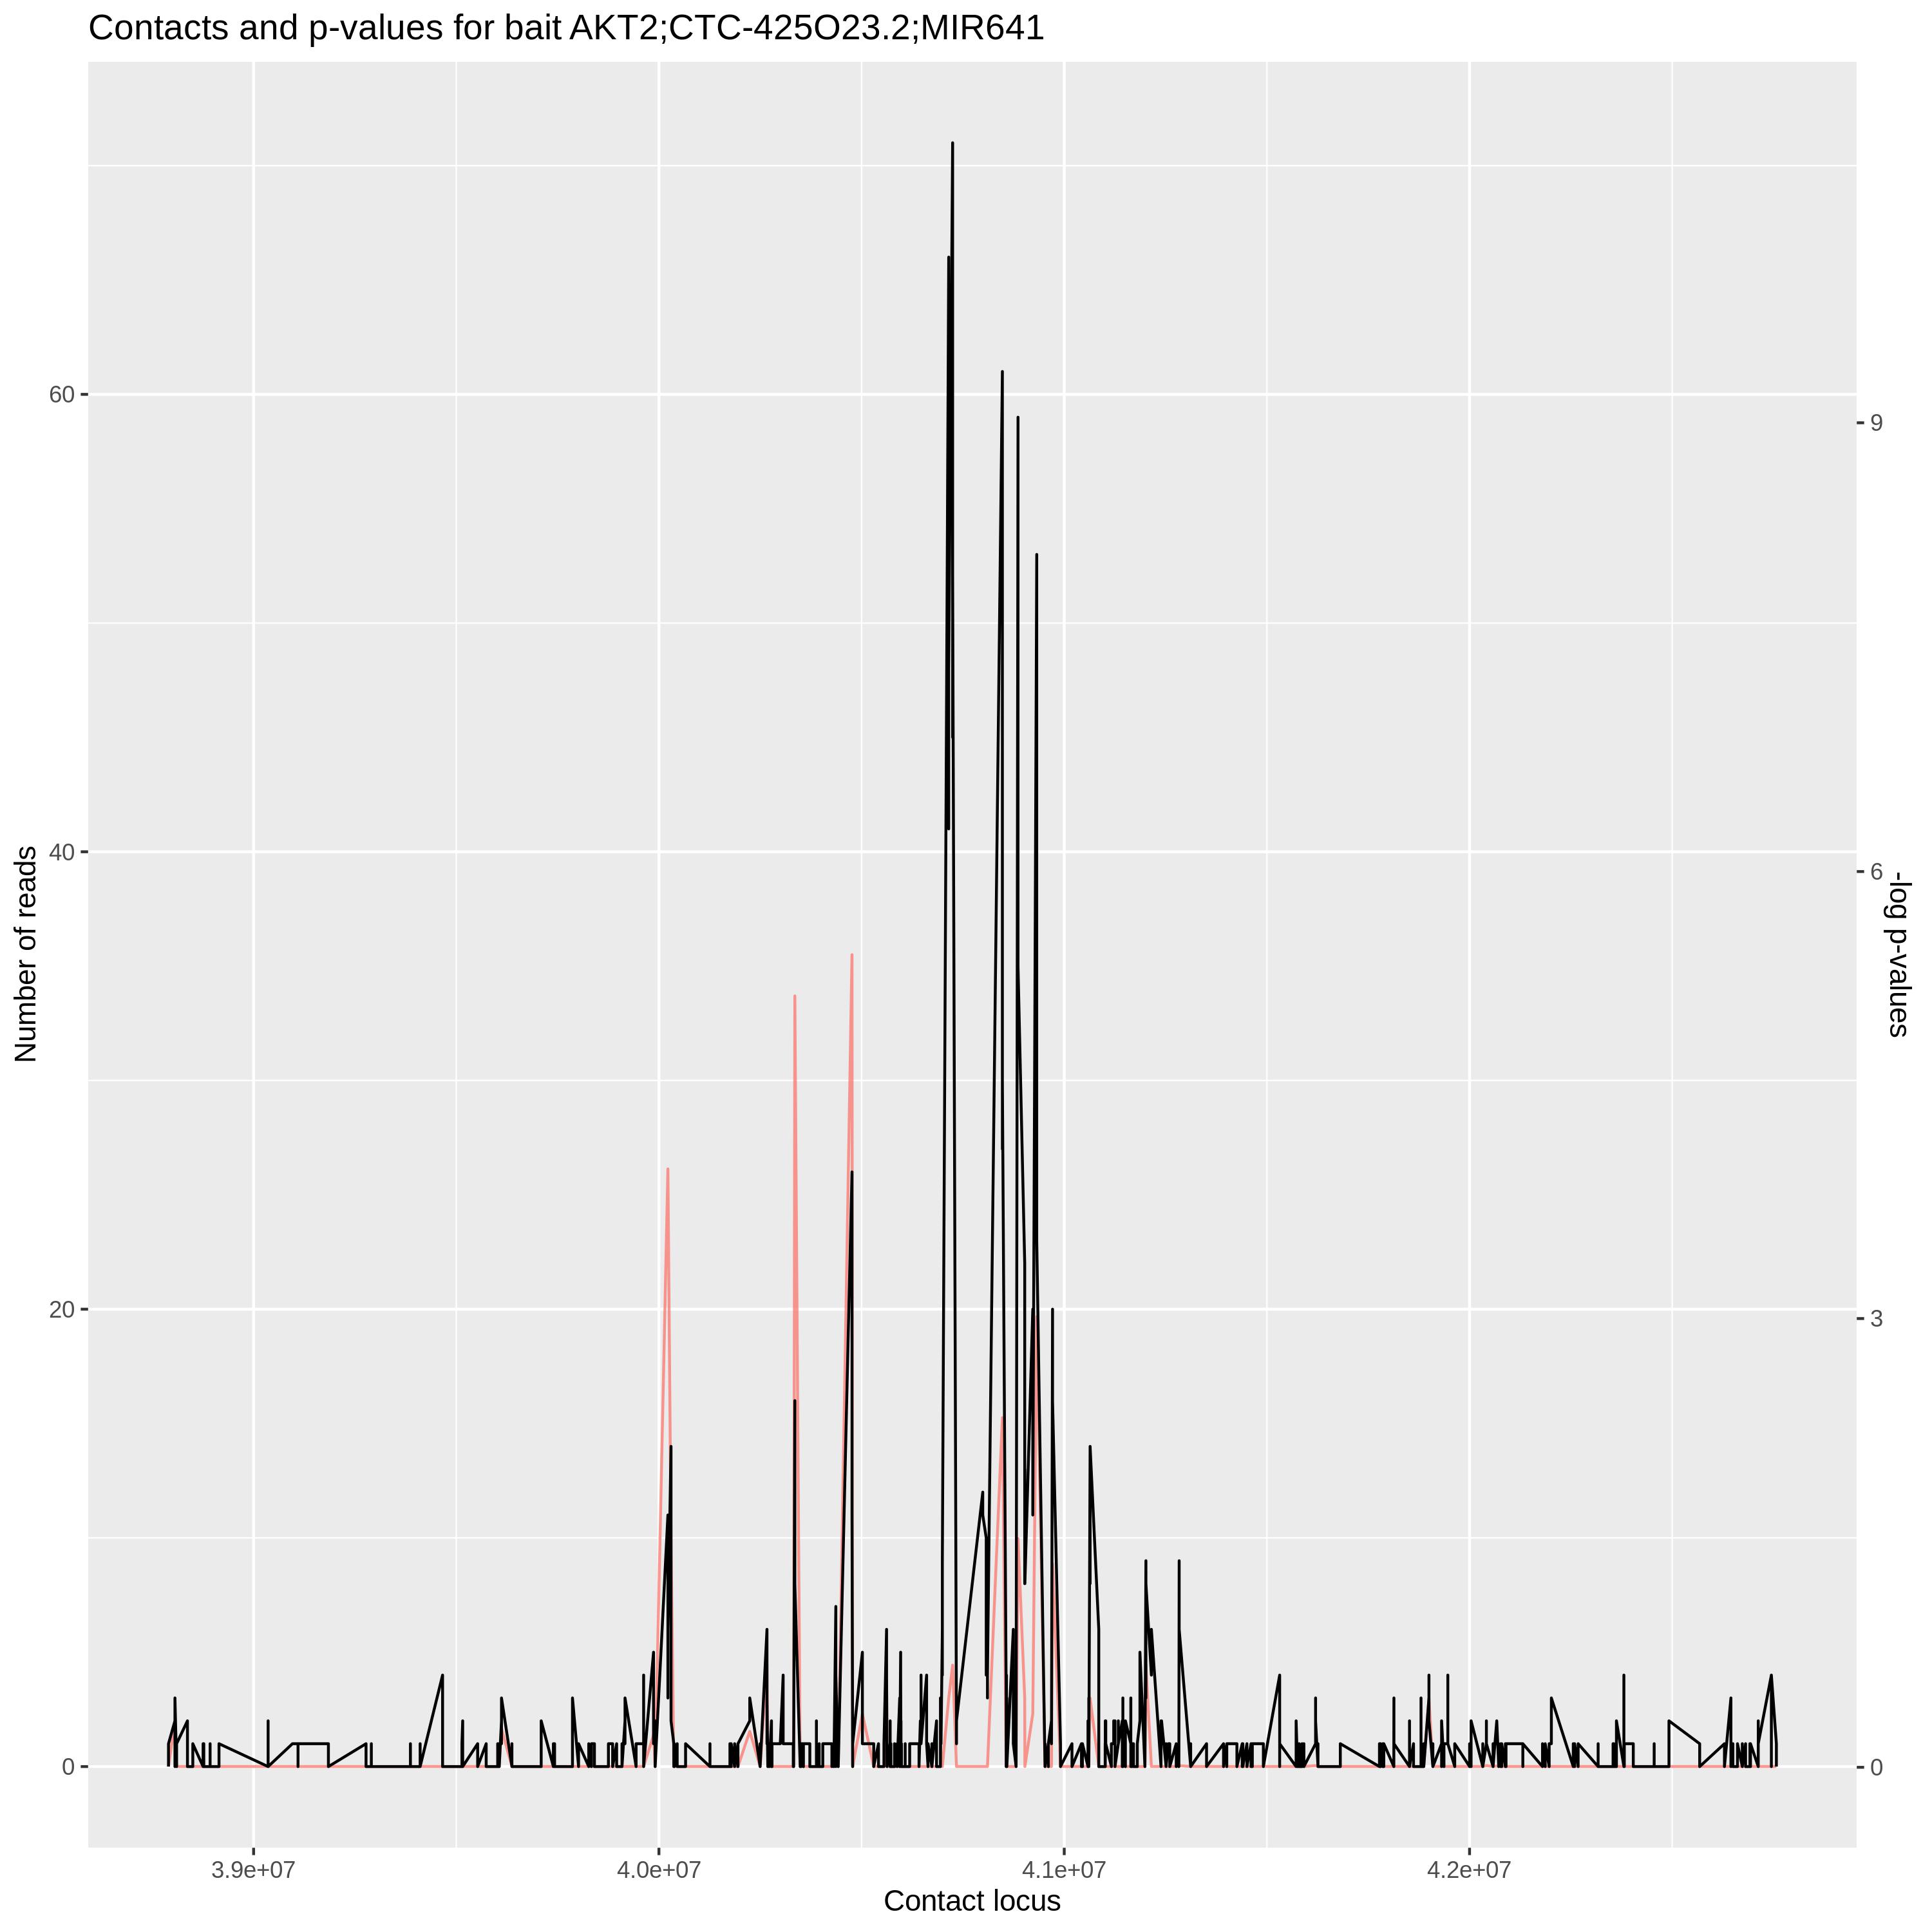 Contacts and p-values for bait AKT2;CTC-425O23.2;MIR641
Number of reads
60
40
20
0
9
6
3
0
-log p-values
3.9e+07
4.0e+07
4.1e+07
4.2e+07
Contact locus